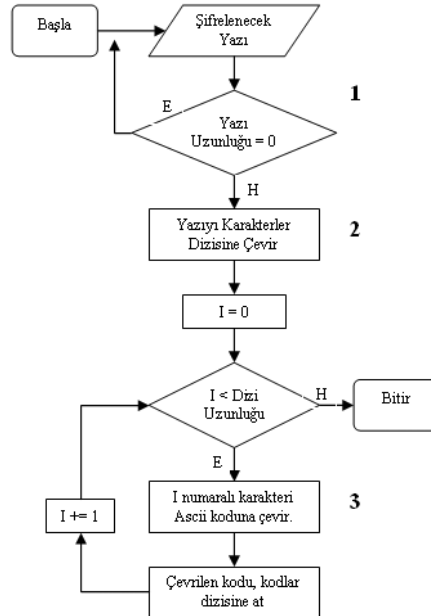 Başla
Şifrelenecek
Yazı
1
E
Yazı
Uzunluğu = 0
H
Yazıyı Karakterler
Dizisine Çevir
2
I = 0
I < Dizi
Uzunluğu
H
Bitir
E
I numaralı karakteri
Ascii koduna çevir.
3
I += 1
Çevrilen kodu, kodlar
dizisine at